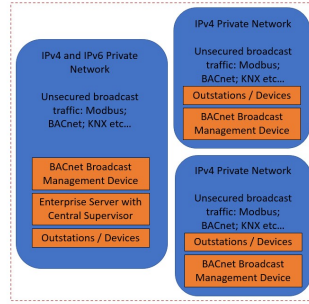 IPv4 and IPv6 Private
Network
Unsecured broadcast
traffic: Modbus;
BACnet; KNX etc...
BACnet Broadcast
Management Device
Enterprise Server with
Central Supervisor
Outstations / Devices
IPv4 Private Network
Unsecured broadcast
traffic: Modbus;
BACnet; KNX etc...
Outstations / Devices
BACnet Broadcast
Management Device
IPv4 Private Network
Unsecured broadcast
traffic: Modbus;
BACnet; KNX etc...
Outstations / Devices
BACnet Broadcast
Management Device